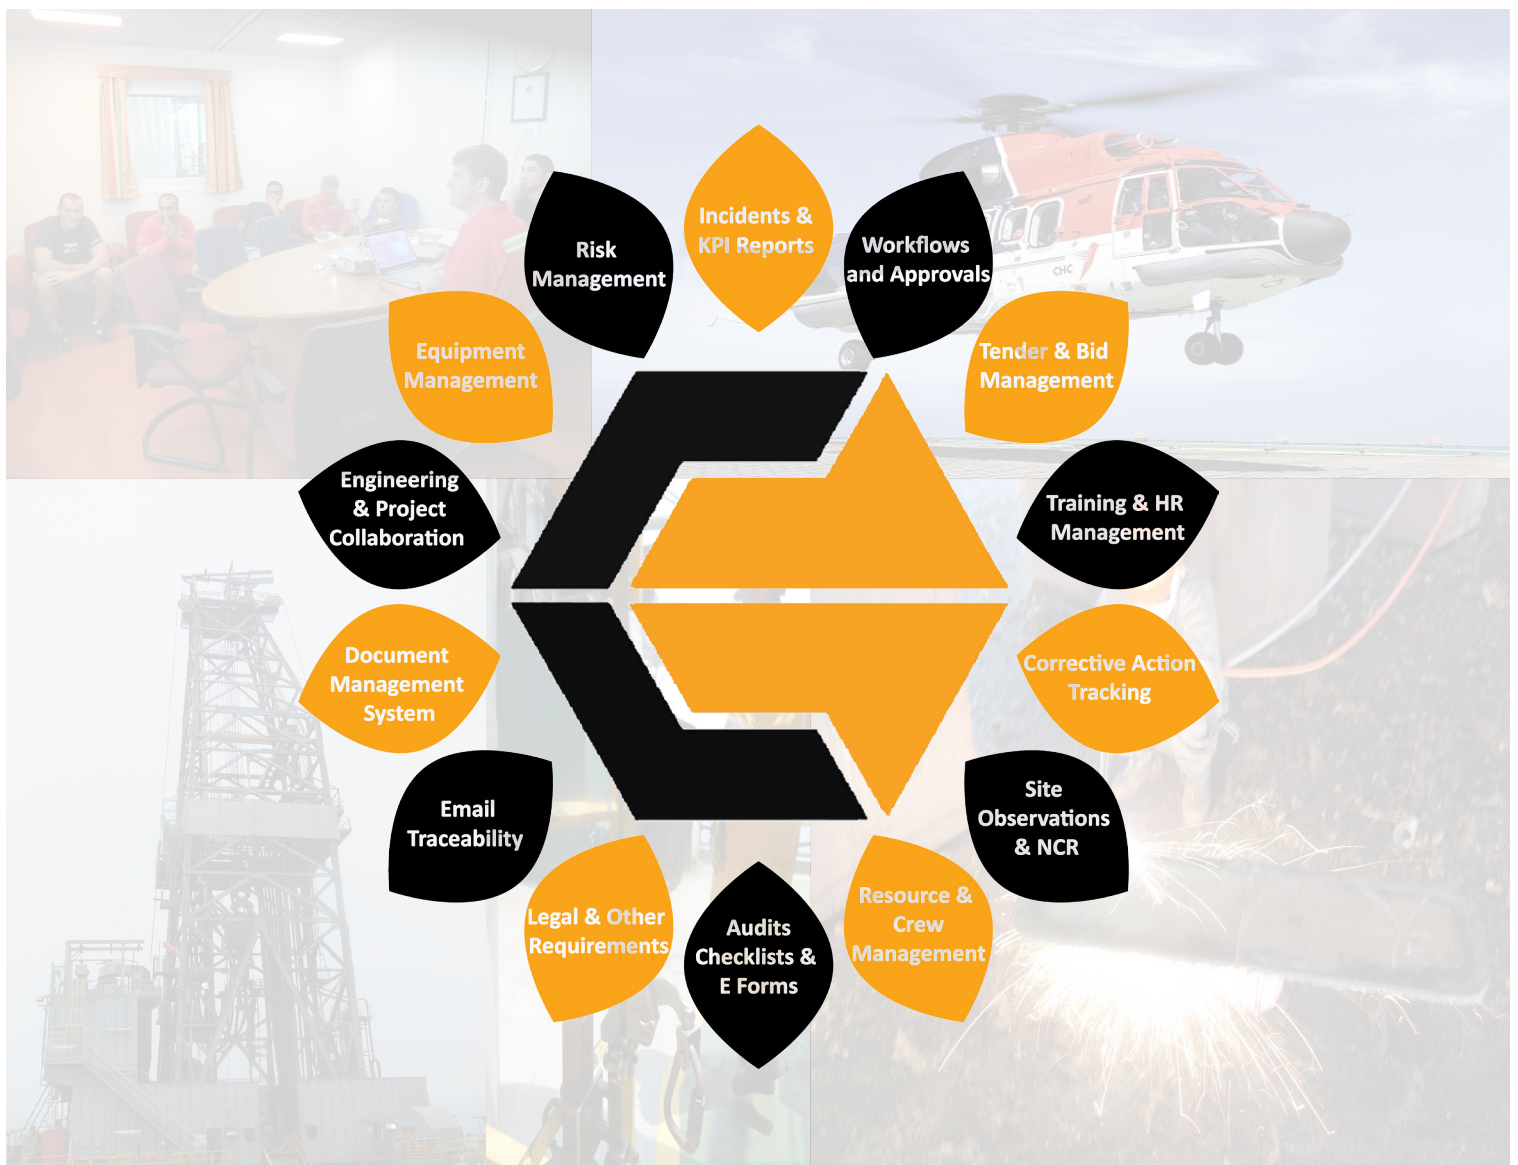 Incidents &
KPI Reports
Workflows
and Approvals
Tender & Bid
Management
Training & HR
Management
Corrective Action
Tracking
Site
Observations
& NCR
Resource &
Crew
Management
Audits
Checklists &
E Forms
Legal & Other
Requirements
Email
Traceability
Document
Management
System
Engineering
& Project
Collaboration
Equipment
Management
Risk
Management
CHC